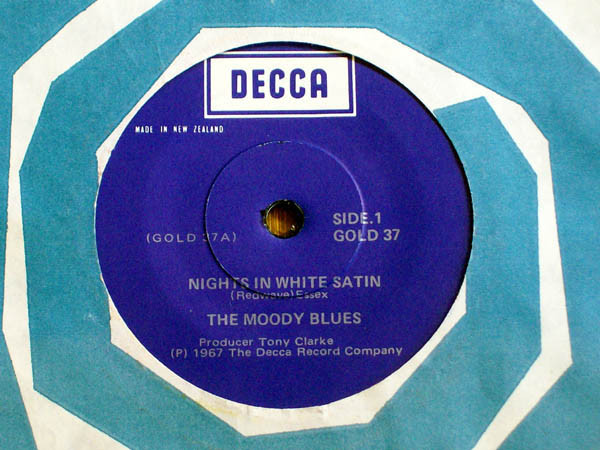 DECCA
MADE IN NEW ZEALAND
SIDE.1
(GOLD 37A)
GOLD 37
NIGHTS IN WHITE SATIN
(Redwave)Essex
THE MOODY BLUES
Producer Tony Clarke
(P) 1967 The Decca Record Company